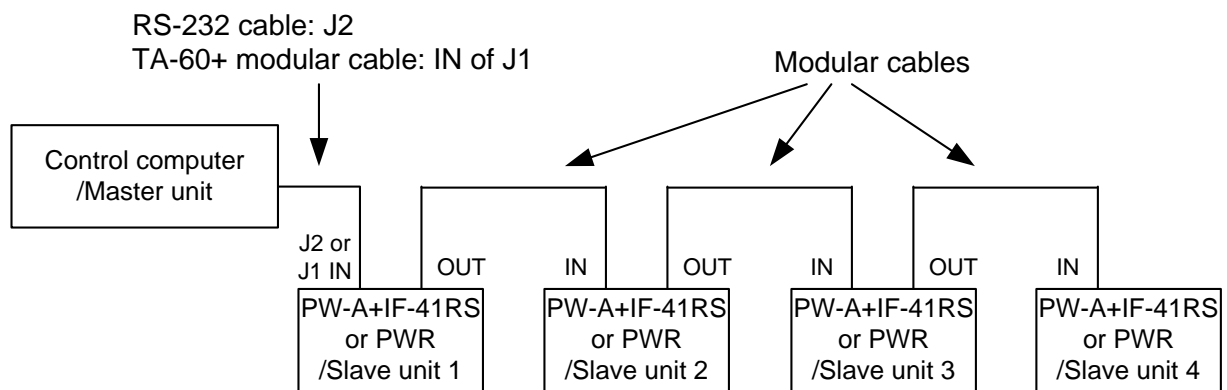 RS-232 cable: J2
TA-60+ modular cable: IN of J1
Modular cables
Control computer
/Master unit
J2 or
J1 IN
OUT
IN
OUT
IN
OUT
IN
PW-A+IF-41RS
or PWR
/Slave unit 1
PW-A+IF-41RS
or PWR
/Slave unit 2
PW-A+IF-41RS
or PWR
/Slave unit 3
PW-A+IF-41RS
or PWR
/Slave unit 4